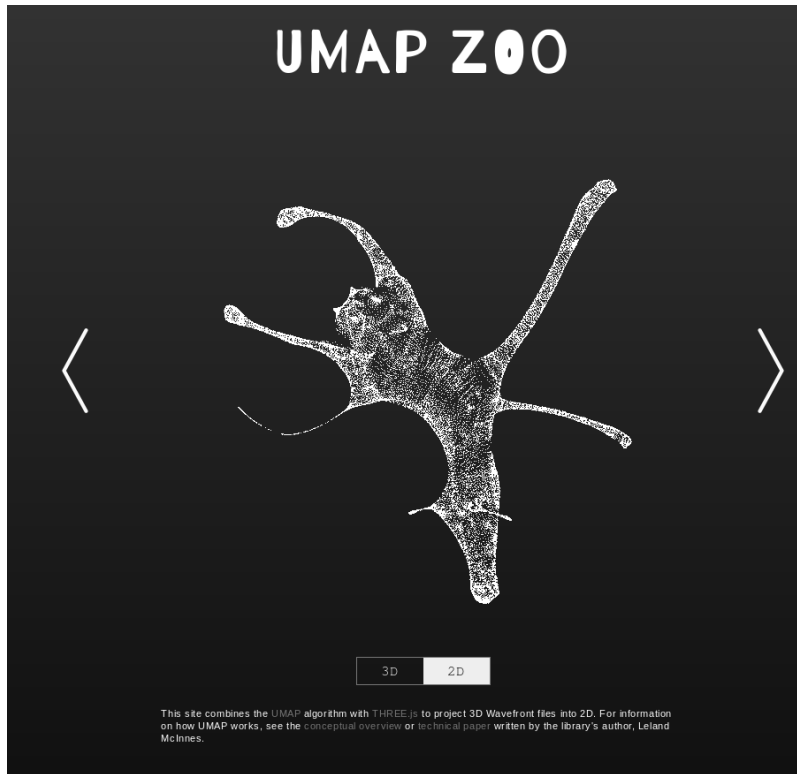 UMAP ZOO
3D 2D
This site combines the UMAP algorithm with THREE.js to project 3D Wavefront files into 2D. For information
on how UMAP works, see the conceptual overview or technical paper written by the library's author, Leland
McInnes.